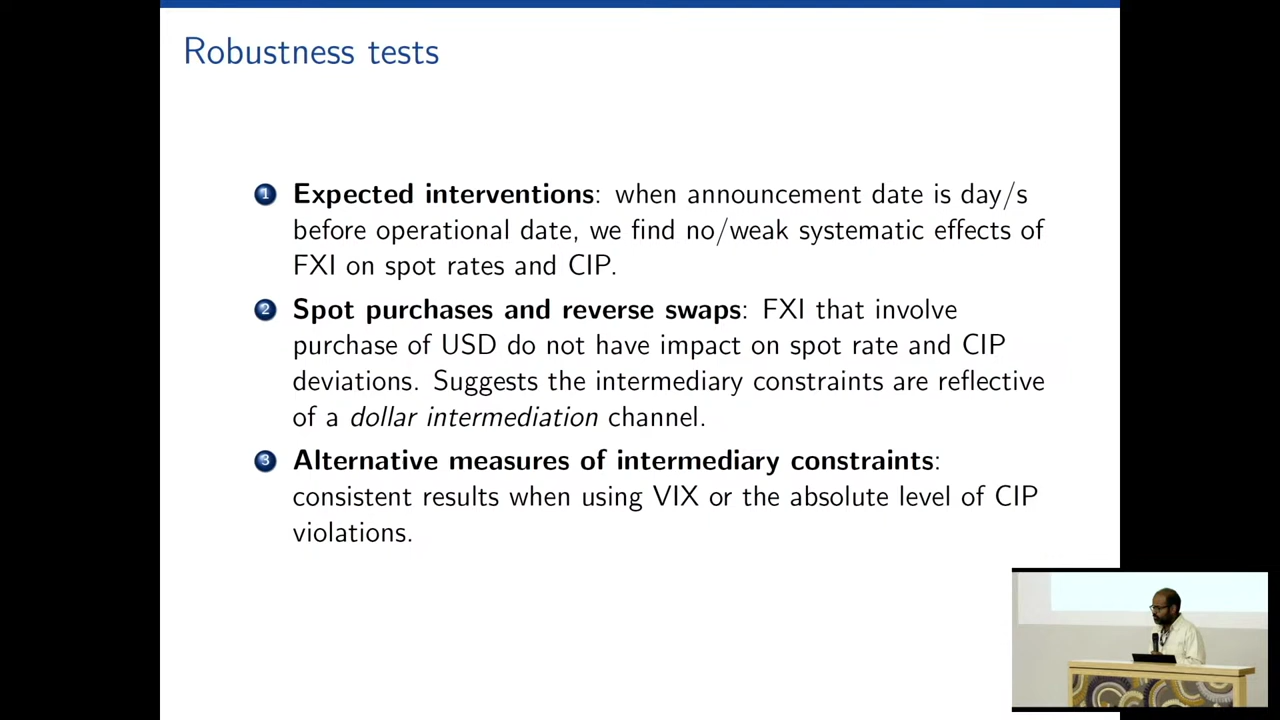 Robustness tests
1 Expected interventions: when announcement date is day/s
before operational date, we find no/weak systematic effects of
FXI on spot rates and CIP.
2 Spot purchases and reverse swaps: FXI that involve
purchase of USD do not have impact on spot rate and CIP
deviations. Suggests the intermediary constraints are reflective
of a dollar intermediation channel.
3 Alternative measures of intermediary constraints:
consistent results when using VIX or the absolute level of CIP
violations.